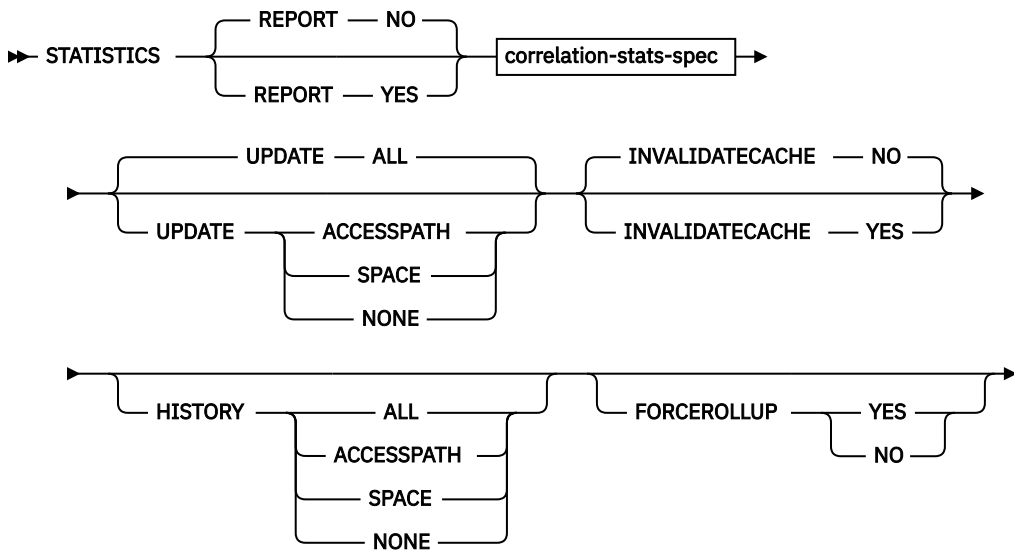 REPORT NO
STATISTICS correlation-stats-spec
REPORT YES
UPDATE ALL INVALIDATECACHE NO
UPDATE ACCESSPATH INVALIDATECACHE YES
SPACE
NONE
HISTORY ALL FORCEROLLUP YES
ACCESSPATH NO
SPACE
NONE